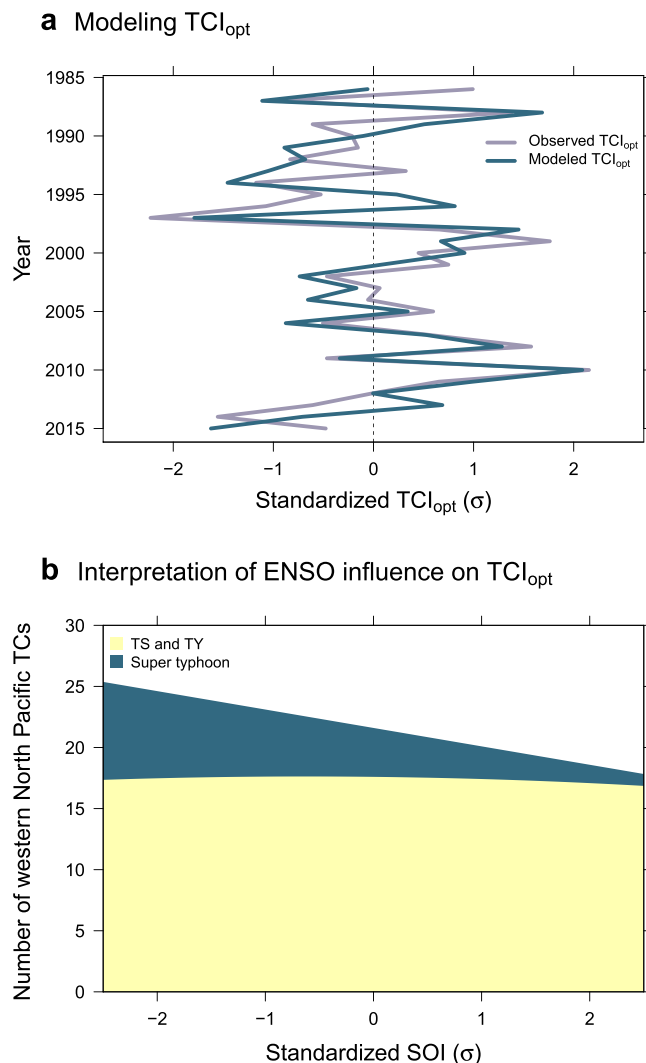 a Modeling TCIopt
1985
1990
1995
2000
2005
2010
2015
Year
Observed TCIopt
Modeled TCIopt
−2 −1 0 1 2
Standardized TCIopt (σ)
b Interpretation of ENSO influence on TCIopt
30
25
20
15
10
5
0
Number of western North Pacific TCs
TS and TY
Super typhoon
−2 −1 0 1 2
Standardized SOI (σ)